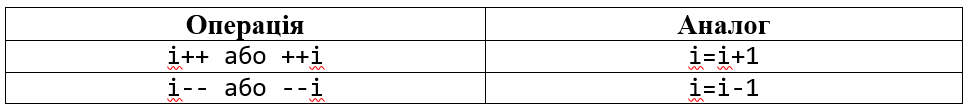 Операція Аналог
i++ або ++i i=i+1
i-- або --i i=i-1